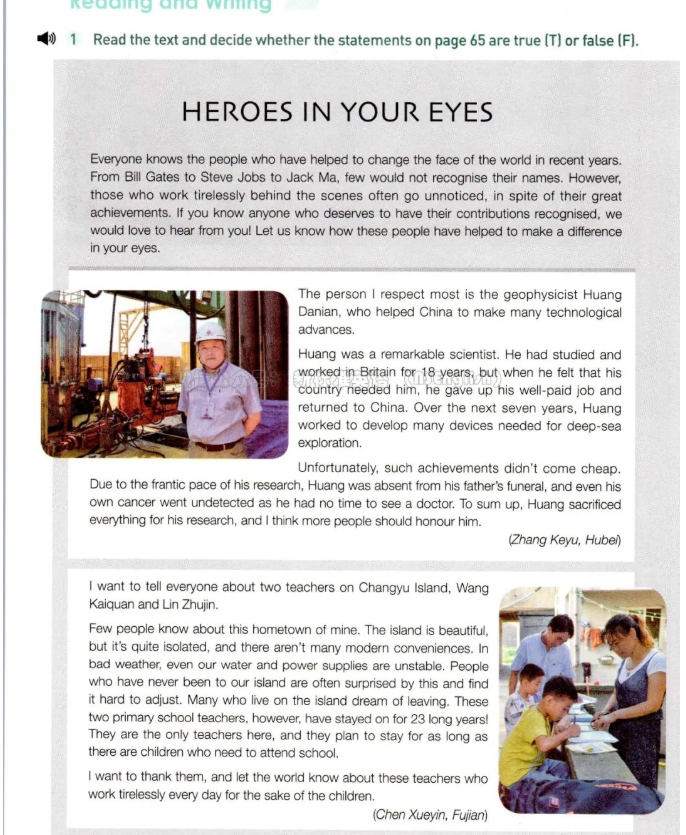 Reading and Writing
1 Read the text and decide whether the statements on page 65 are true (T) or false (F).
HEROES IN YOUR EYES
Everyone knows the people who have helped to change the face of the world in recent years.
From Bill Gates to Steve Jobs to Jack Ma, few would not recognise their names. However,
those who work tirelessly behind the scenes often go unnoticed, in spite of their great
achievements. If you know anyone who deserves to have their contributions recognised, we
would love to hear from you! Let us know how these people have helped to make a difference
in your eyes.
The person I respect most is the geophysicist Huang
Danian, who helped China to make many technological
advances.
Huang was a remarkable scientist. He had studied and
worked in Britain for 18 years, but when he felt that his
country needed him, he gave up his well-paid job and
returned to China. Over the next seven years, Huang
worked to develop many devices needed for deep-sea
exploration.
Unfortunately, such achievements didn't come cheap.
Due to the frantic pace of his research, Huang was absent from his father's funeral, and even his
own cancer went undetected as he had no time to see a doctor. To sum up, Huang sacrificed
everything for his research, and I think more people should honour him.
(Zhang Keyu, Hubei)
I want to tell everyone about two teachers on Changyu Island, Wang
Kaiquan and Lin Zhujin.
Few people know about this hometown of mine. The island is beautiful,
but it's quite isolated, and there aren't many modern conveniences. In
bad weather, even our water and power supplies are unstable. People
who have never been to our island are often surprised by this and find
it hard to adjust. Many who live on the island dream of leaving. These
two primary school teachers, however, have stayed on for 23 long years!
They are the only teachers here, and they plan to stay for as long as
there are children who need to attend school.
I want to thank them, and let the world know about these teachers who
work tirelessly every day for the sake of the children.
(Chen Xueyin, Fujian)